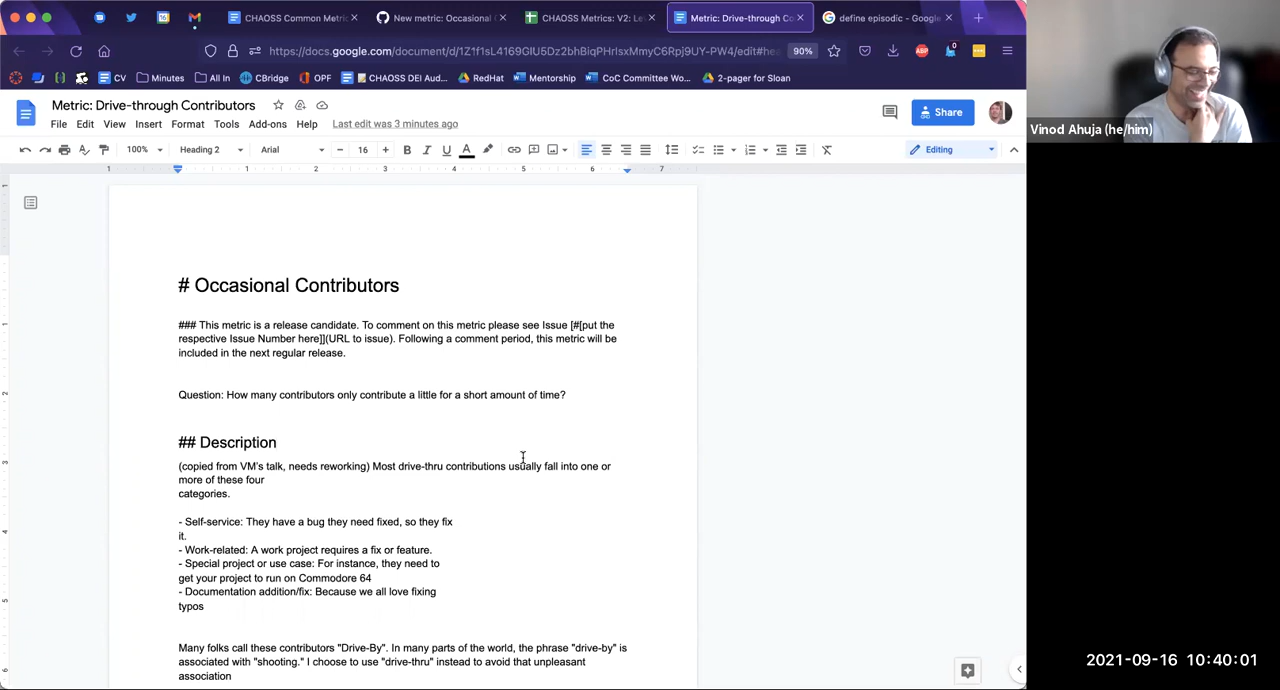 CHAOSS Common Metric
New metric: Occasional
CHAOSS Metrics: V2: Le
Metric: Drive-through Co
define episodic - Google
https://docs.google.com/document/d/1Z1f1sL4169GIU5Dz2bhBiqPHrIsxMmyC6Rpj9UY-PW4/edit#hea
90%
CV
Minutes
All In
CBridge
OPF
CHAOSS DEI Aud...
RedHat
Mentorship
CoC Committee Wo...
2-pager for Sloan
Metric: Drive-through Contributors
File Edit View Insert Format Tools Add-ons Help Last edit was 3 minutes ago
Share
100% Heading 2 Arial 16 Editing
# Occasional Contributors
### This metric is a release candidate. To comment on this metric please see Issue [#[put the
respective Issue Number here]](URL to issue). Following a comment period, this metric will be
included in the next regular release.
Question: How many contributors only contribute a little for a short amount of time?
## Description
(copied from VM's talk, needs reworking) Most drive-thru contributions usually fall into one or
more of these four
categories.
- Self-service: They have a bug they need fixed, so they fix
it.
- Work-related: A work project requires a fix or feature.
- Special project or use case: For instance, they need to
get your project to run on Commodore 64
- Documentation addition/fix: Because we all love fixing
typos
Many folks call these contributors "Drive-By". In many parts of the world, the phrase "drive-by" is
associated with "shooting." I choose to use "drive-thru" instead to avoid that unpleasant
association
Vinod Ahuja (he/him)
2021-09-16 10:40:01